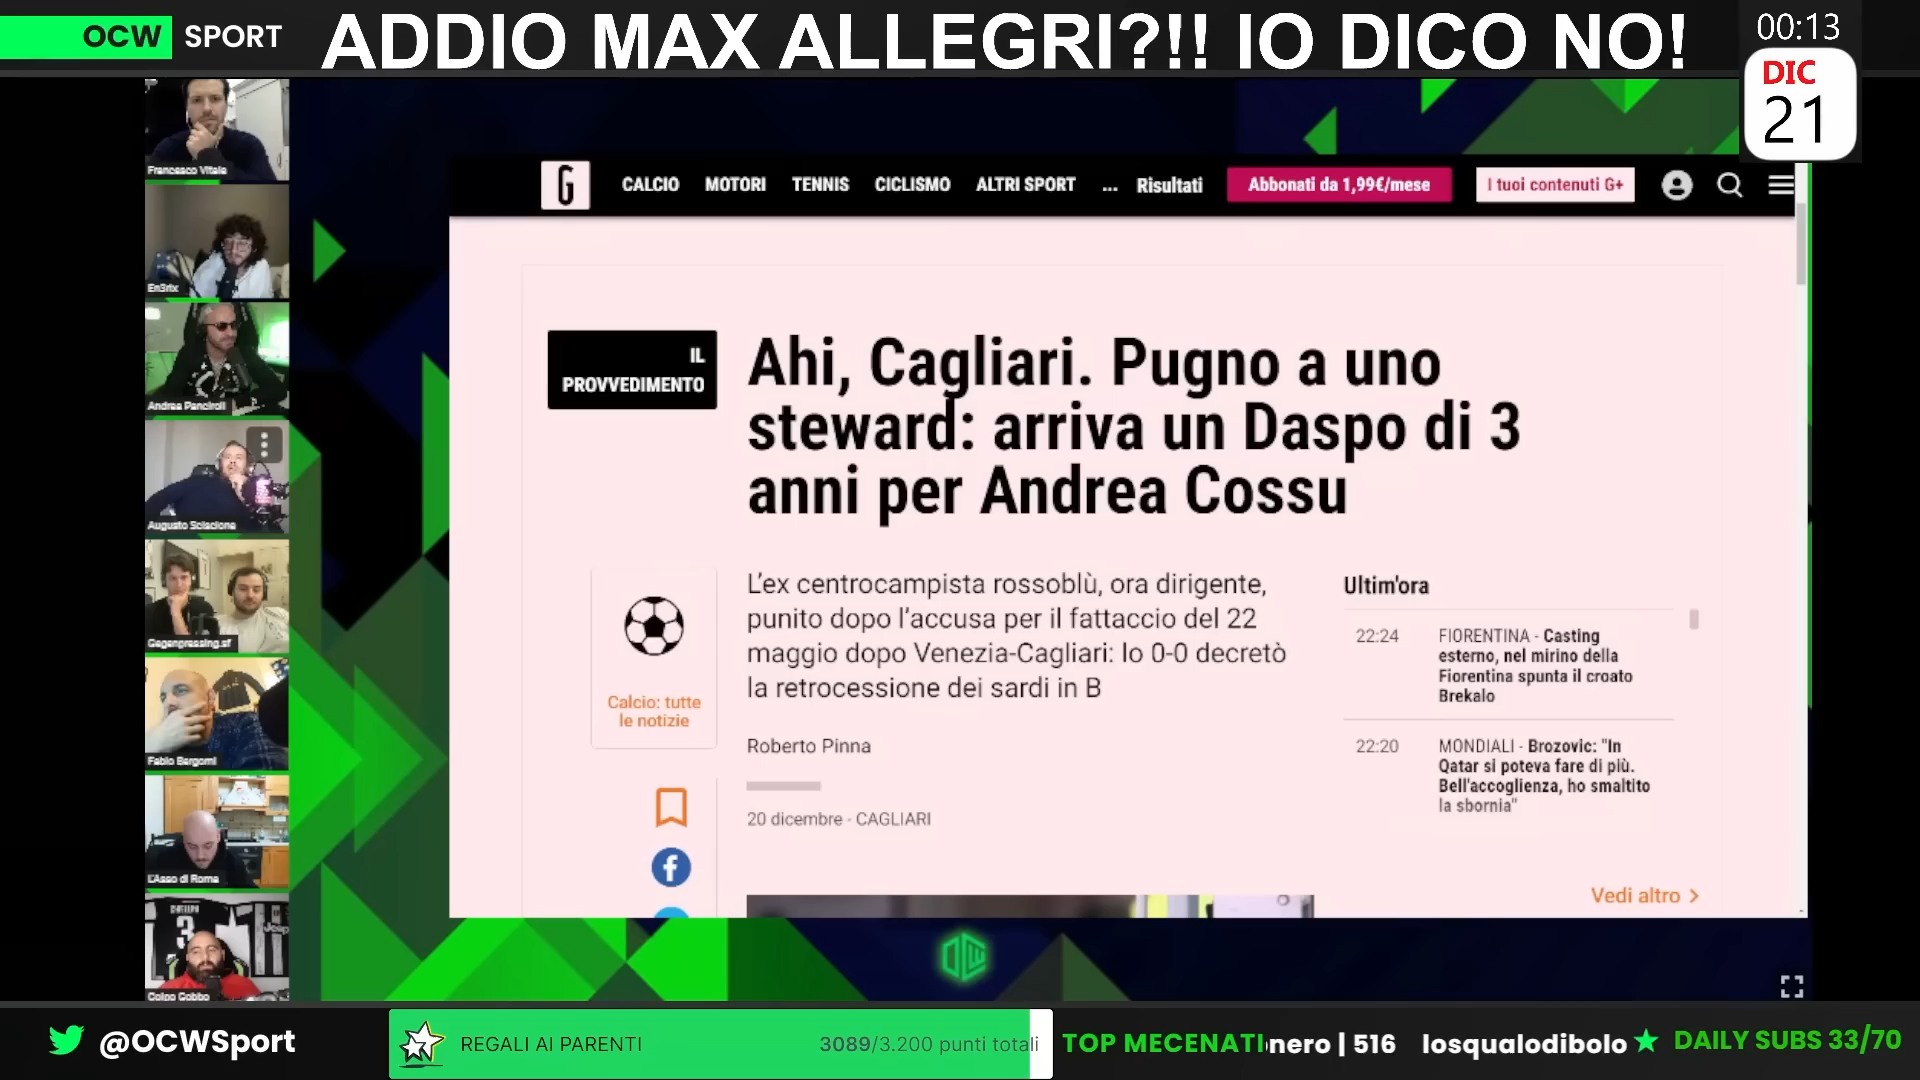 OCW SPORT
ADDIO MAX ALLEGRI?!! IO DICO NO!
00:13
DIC
21
Francesco Vitale
En3rix
Andrea Panciroli
Augusto Sciscione
Gegenpressing.sf
Fabio Bergomi
L'Asso di Roma
Colpo Gobbo
G CALCIO MOTORI TENNIS CICLISMO ALTRI SPORT ... Risultati Abbonati da 1,99€/mese I tuoi contenuti G+
IL
PROVVEDIMENTO
Ahi, Cagliari. Pugno a uno
steward: arriva un Daspo di 3
anni per Andrea Cossu
L'ex centrocampista rossoblù, ora dirigente,
punito dopo l'accusa per il fattaccio del 22
maggio dopo Venezia-Cagliari: lo 0-0 decretò
la retrocessione dei sardi in B
Calcio: tutte
le notizie
Roberto Pinna
20 dicembre - CAGLIARI
Ultim'ora
22:24 FIORENTINA - Casting
esterno, nel mirino della
Fiorentina spunta il croato
Brekalo
22:20 MONDIALI - Brozovic: "In
Qatar si poteva fare di più.
Bell'accoglienza, ho smaltito
la sbornia"
Vedi altro
@OCWSport
REGALI AI PARENTI 3089/3.200 punti totali
TOP MECENATI nero | 516 losqualodibolo
DAILY SUBS 33/70